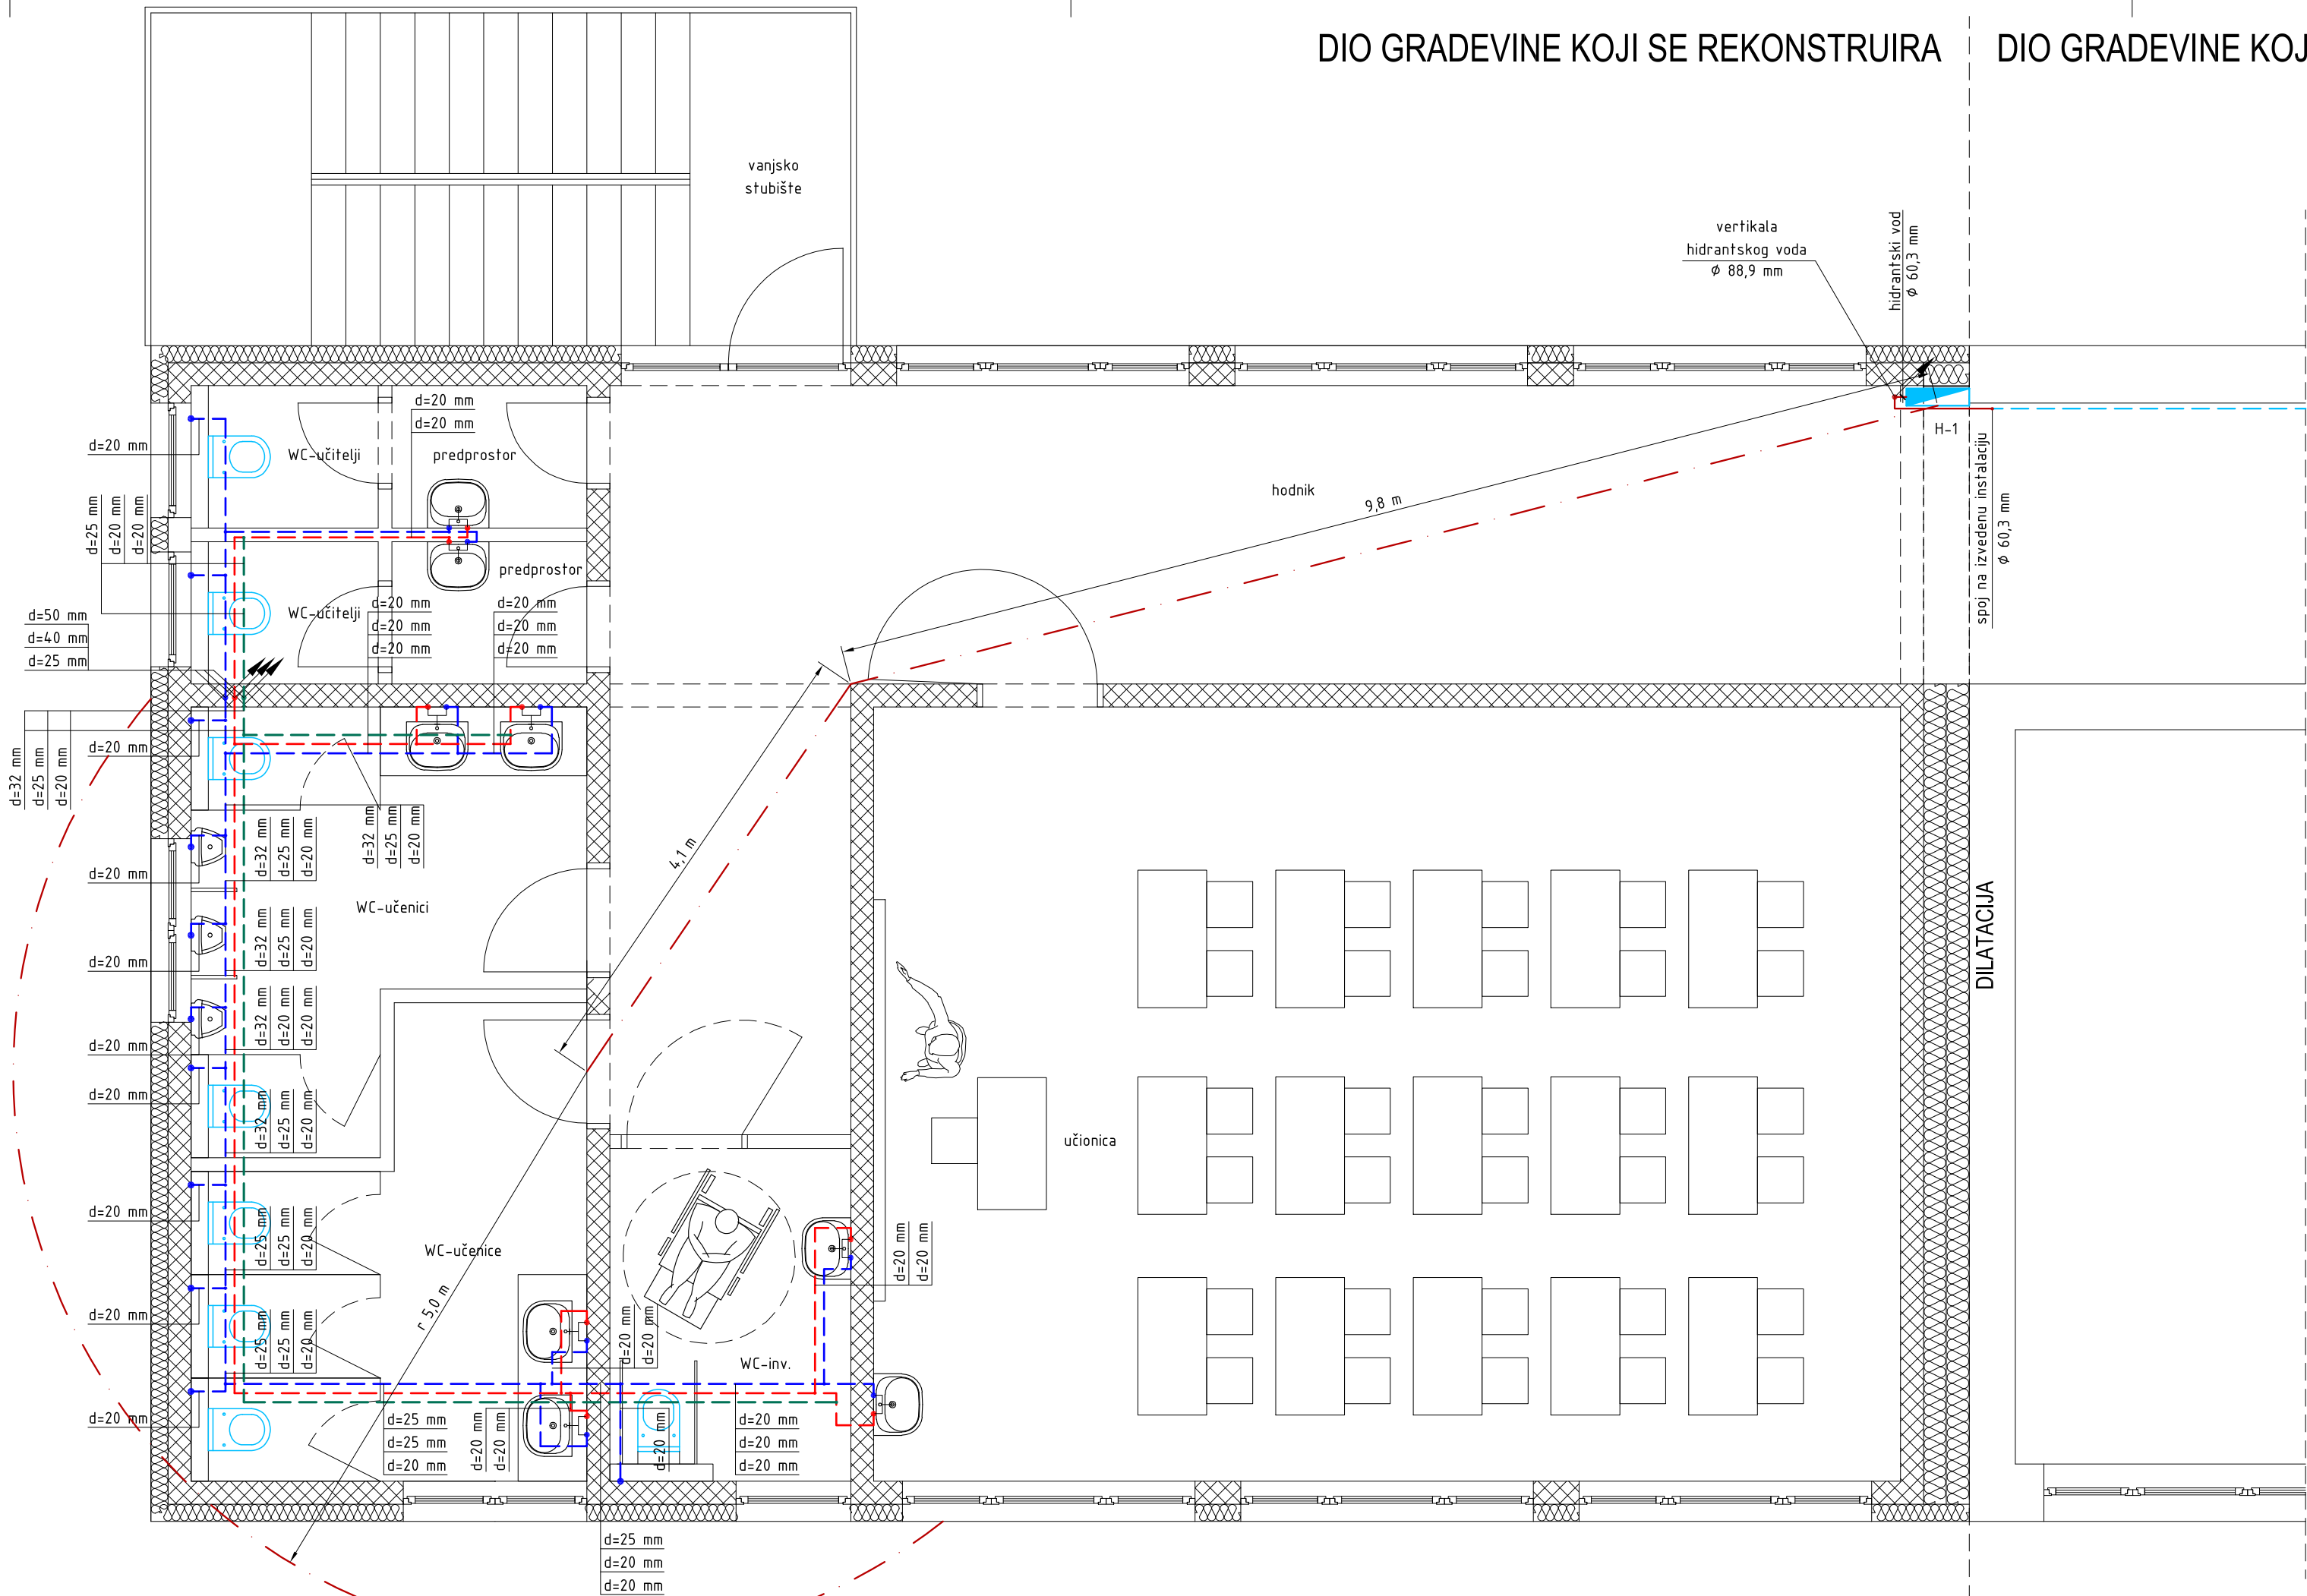 DIO GRADEVINE KOJI SE REKONSTRUIRA
DIO GRADEVINE KOJ
vanjsko
stubište
vertikala
hidrantskog voda
ϕ 88,9 mm
hidrantski vod
ϕ 60,3 mm
H-1
spoj na izvedenu instalaciju
ϕ 60,3 mm
hodnik
9,8 m
d=20 mm
d=20 mm
d=20 mm
WC-učitelji
predprostor
d=25 mm
d=20 mm
d=20 mm
predprostor
WC-učitelji
d=20 mm
d=20 mm
d=20 mm
d=20 mm
d=20 mm
d=20 mm
d=50 mm
d=40 mm
d=25 mm
d=32 mm
d=25 mm
d=20 mm
d=20 mm
d=32 mm
d=25 mm
d=20 mm
d=32 mm
d=25 mm
d=20 mm
4,1 m
d=20 mm
WC-učenici
d=32 mm
d=25 mm
d=20 mm
d=20 mm
d=32 mm
d=20 mm
d=20 mm
d=20 mm
DILATACIJA
d=20 mm
d=32 mm
d=25 mm
d=20 mm
učionica
d=20 mm
d=25 mm
d=25 mm
d=20 mm
WC-učenice
r 5,0 m
d=20 mm
d=20 mm
d=20 mm
d=25 mm
d=25 mm
d=20 mm
d=20 mm
d=20 mm
WC-inv.
d=20 mm
d=25 mm
d=25 mm
d=20 mm
d=20 mm
d=20 mm
d=20 mm
d=20 mm
d=20 mm
d=20 mm
d=25 mm
d=20 mm
d=20 mm